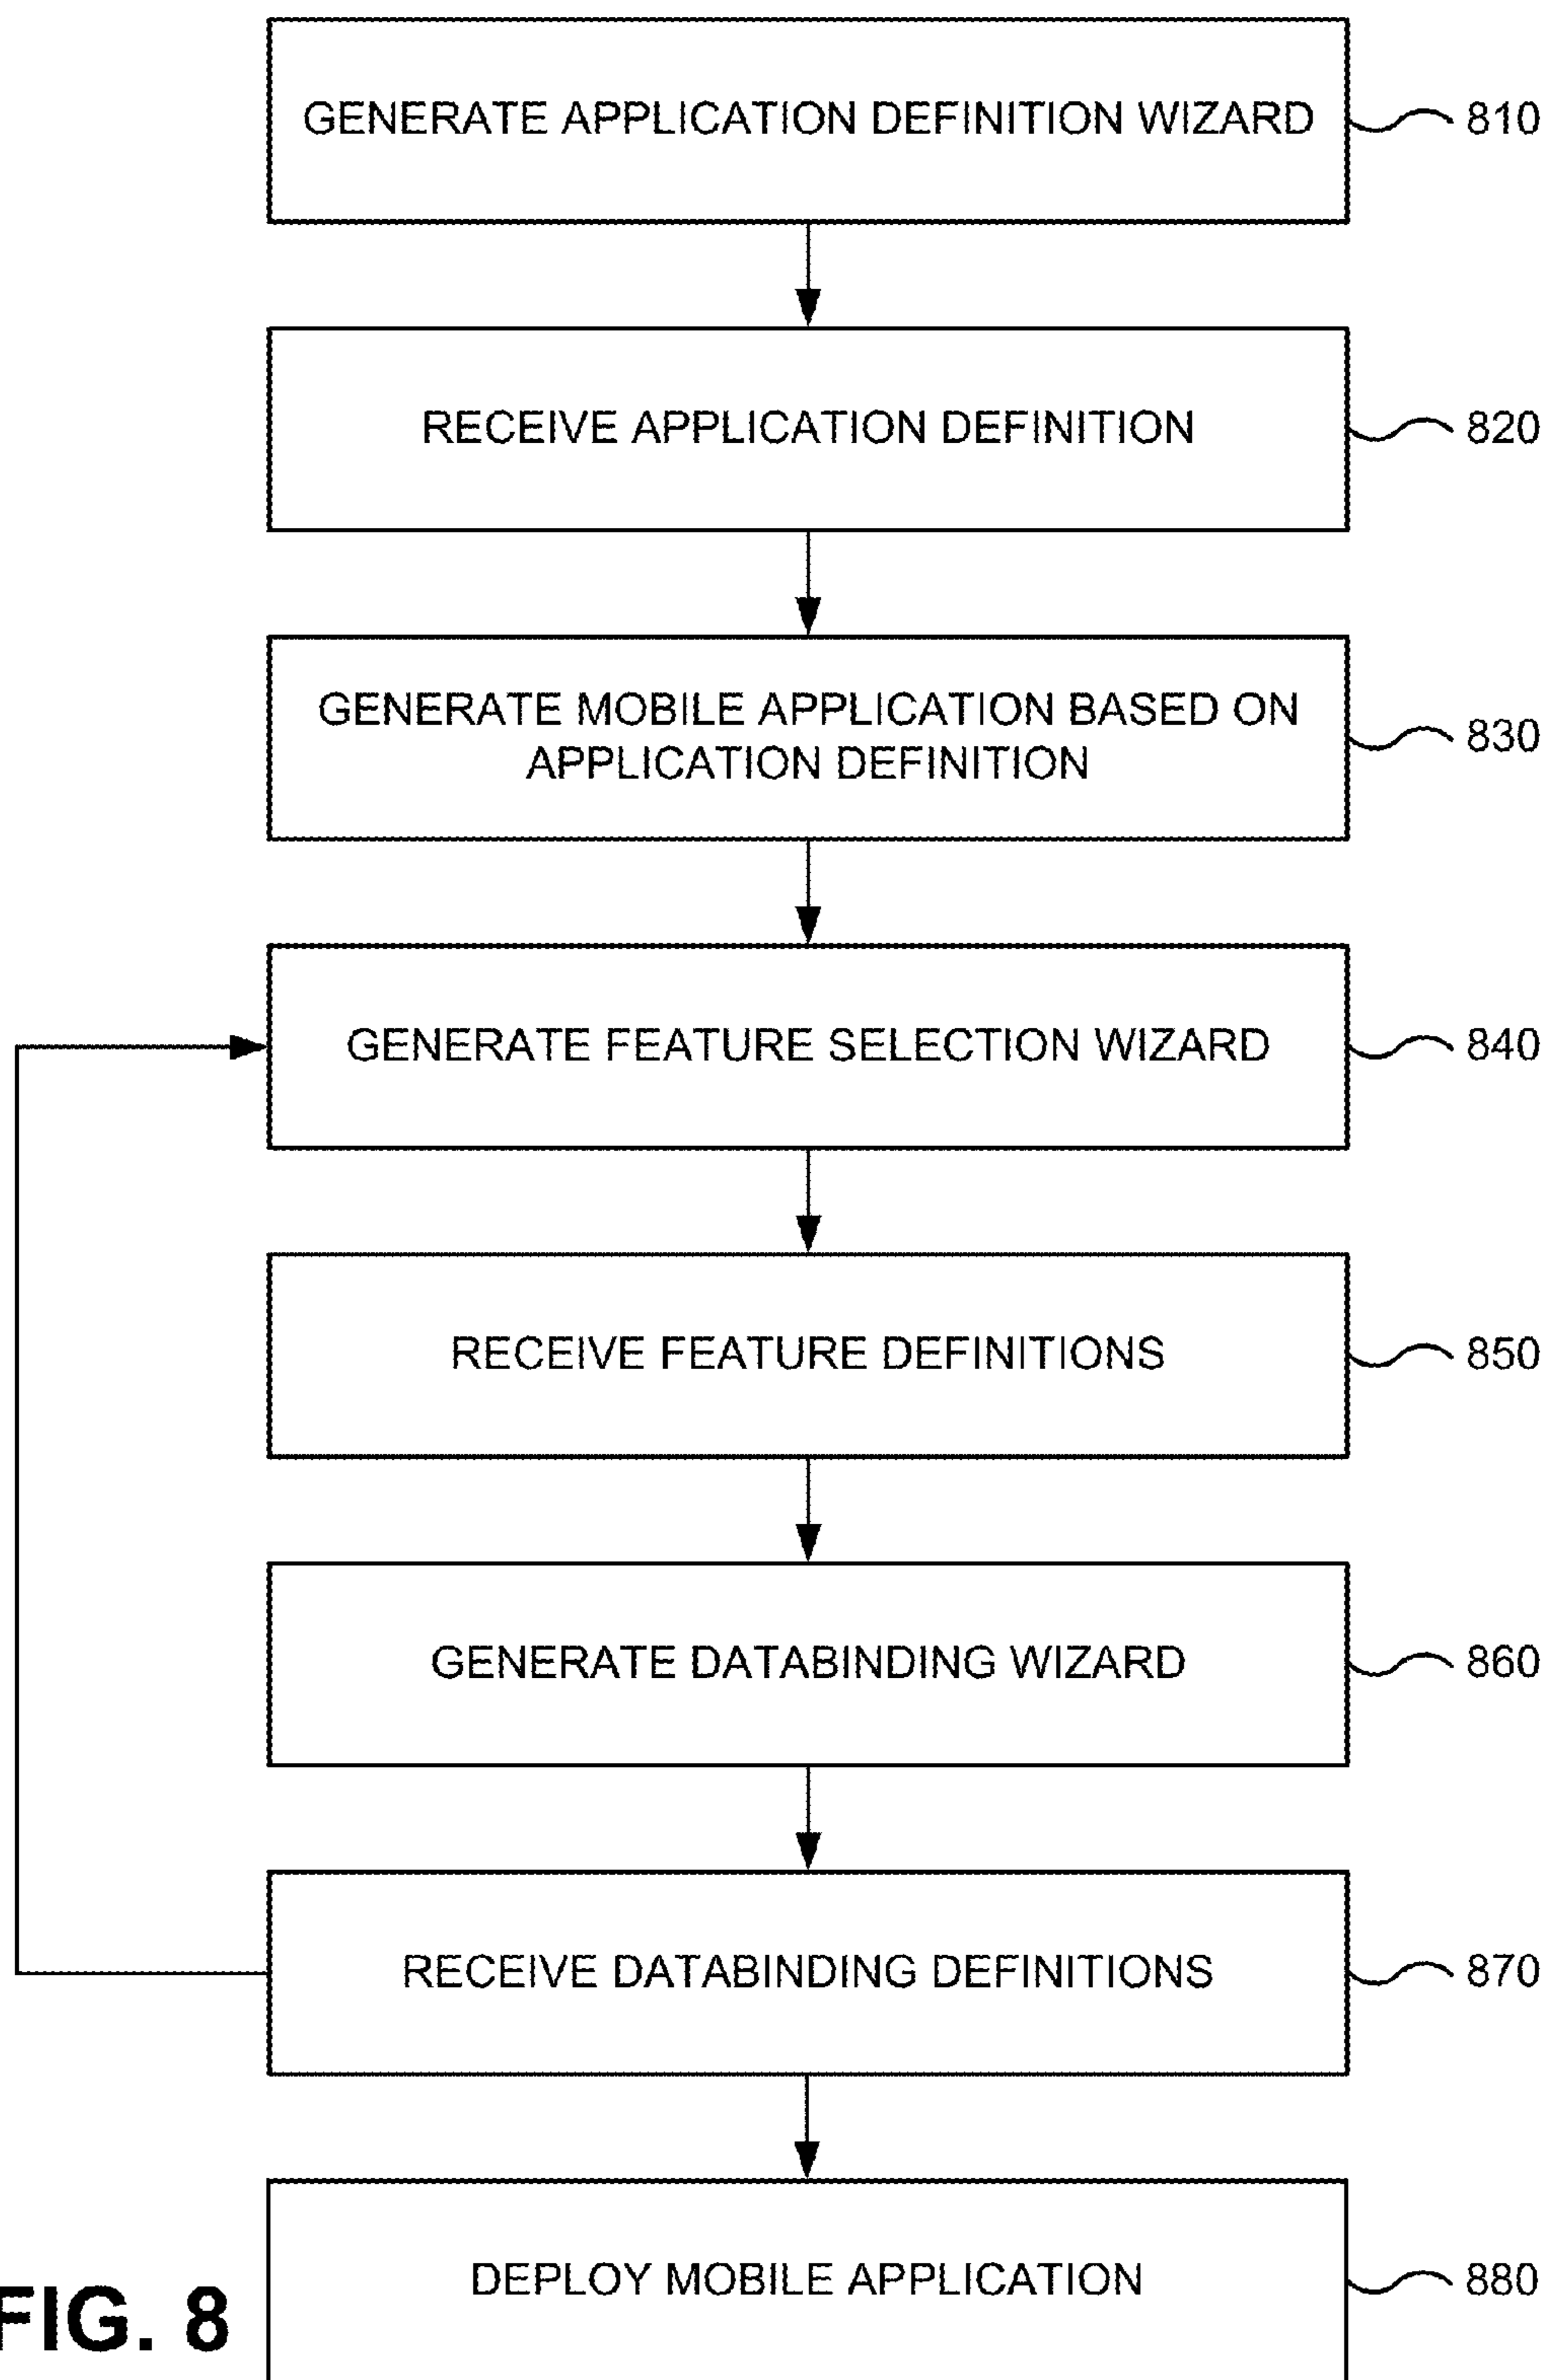 GENERATE APPLICATION DEFINITION WIZARD
810
RECEIVE APPLICATION DEFINITION
820
GENERATE MOBILE APPLICATION BASED ON
APPLICATION DEFINITION
830
GENERATE FEATURE SELECTION WIZARD
840
RECEIVE FEATURE DEFINITIONS
850
GENERATE DATABINDING WIZARD
860
RECEIVE DATABINDING DEFINITIONS
870
DEPLOY MOBILE APPLICATION
880
FIG. 8